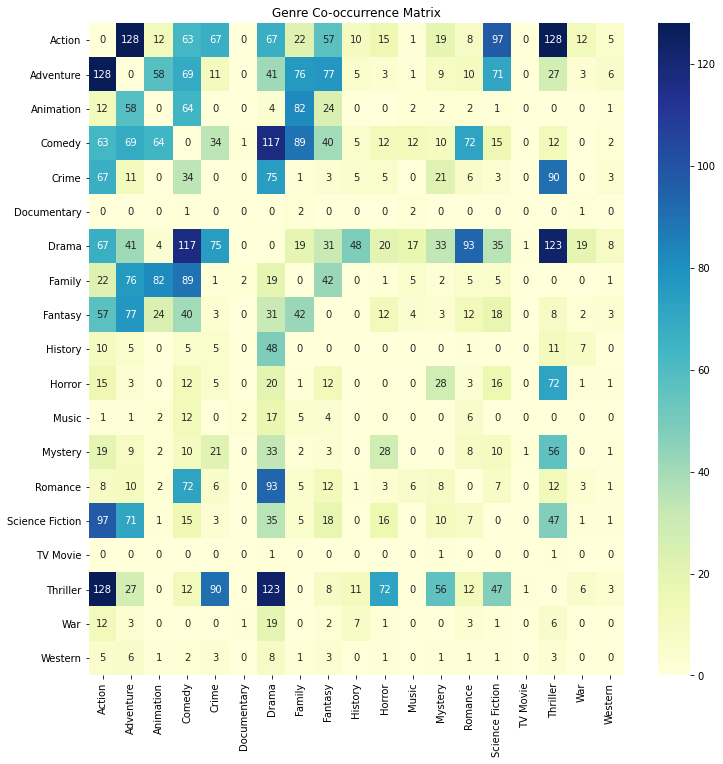 Genre Co-occurrence Matrix
Action 0 128 12 63 67 0 67 22 57 10 15 1 19 8 97 0 128 12 5
Adventure 128 0 58 69 11 0 41 76 77 5 3 1 9 10 71 0 27 3 6
Animation 12 58 0 64 0 0 4 82 24 0 0 2 2 2 1 0 0 0 1
Comedy 63 69 64 0 34 1 117 89 40 5 12 12 10 72 15 0 12 0 2
Crime 67 11 0 34 0 0 75 1 3 5 5 0 21 6 3 0 90 0 3
Documentary 0 0 0 1 0 0 0 2 0 0 0 2 0 0 0 0 0 1 0
Drama 67 41 4 117 75 0 0 19 31 48 20 17 33 93 35 1 123 19 8
Family 22 76 82 89 1 2 19 0 42 0 1 5 2 5 5 0 0 0 1
Fantasy 57 77 24 40 3 0 31 42 0 0 12 4 3 12 18 0 8 2 3
History 10 5 0 5 5 0 48 0 0 0 0 0 0 1 0 0 11 7 0
Horror 15 3 0 12 5 0 20 1 12 0 0 0 28 3 16 0 72 1 1
Music 1 1 2 12 0 2 17 5 4 0 0 0 0 6 0 0 0 0 0
Mystery 19 9 2 10 21 0 33 2 3 0 28 0 0 8 10 1 56 0 1
Romance 8 10 2 72 6 0 93 5 12 1 3 6 8 0 7 0 12 3 1
Science Fiction 97 71 1 15 3 0 35 5 18 0 16 0 10 7 0 0 47 1 1
TV Movie 0 0 0 0 0 0 1 0 0 0 0 0 1 0 0 0 1 0 0
Thriller 128 27 0 12 90 0 123 0 8 11 72 0 56 12 47 1 0 6 3
War 12 3 0 0 0 1 19 0 2 7 1 0 0 3 1 0 6 0 0
Western 5 6 1 2 3 0 8 1 3 0 1 0 1 1 1 0 3 0 0
Action Adventure Animation Comedy Crime Documentary Drama Family Fantasy History Horror Music Mystery Romance Science Fiction TV Movie Thriller War Western
120
100
80
60
40
20
0